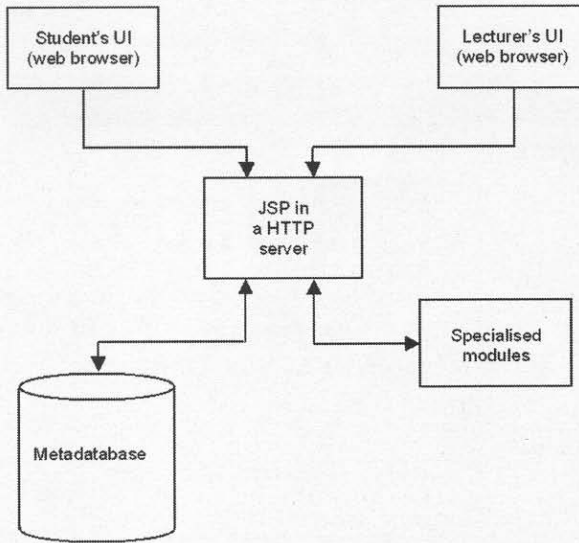 Student's UI
(web browser)
Lecturer's UI
(web browser)
JSP in
a HTTP
server
Specialised
modules
Metadatabase